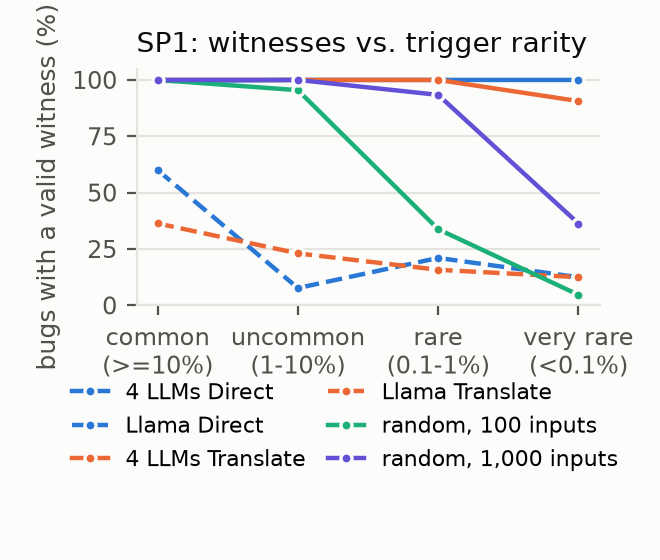 SP1: witnesses vs. trigger rarity
bugs with a valid witness (%)
100
75
50
25
0
common uncommon rare very rare
(>=10%) (1-10%) (0.1-1%) (<0.1%)
4 LLMs Direct Llama Translate
Llama Direct random, 100 inputs
4 LLMs Translate random, 1,000 inputs